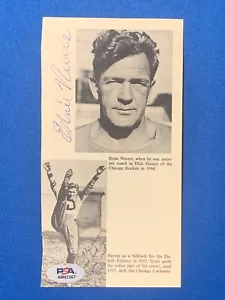 Ernie Nevers
Ernie Nevers, when he was assist-
ant coach to Dick Hanley of the
Chicago Rockets in 1946.
Nevers as a fullback for the Du-
luth Eskimos in 1927. Ernie spent
the major part of his career, until
1937, with the Chicago Cardinals.
PSA